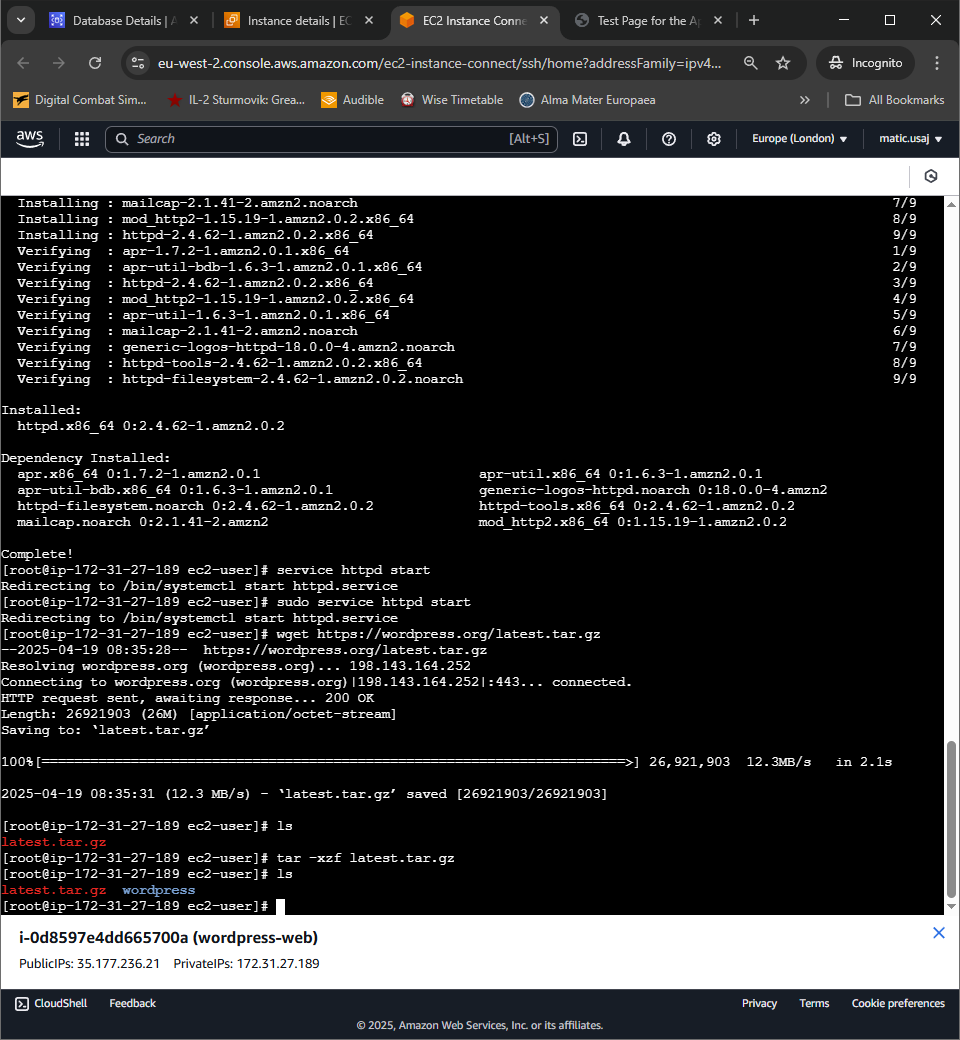 Database Details | A
Instance details | EC
EC2 Instance Conne
Test Page for the Ap
eu-west-2.console.aws.amazon.com/ec2-instance-connect/ssh/home?addressFamily=ipv4...
Incognito
Digital Combat Sim...
IL-2 Sturmovik: Grea...
Audible
Wise Timetable
Alma Mater Europaea
»
All Bookmarks
aws
Search
[Alt+S]
Europe (London)
matic.usaj
Installing : mailcap-2.1.41-2.amzn2.noarch 7/9
Installing : mod_http2-1.15.19-1.amzn2.0.2.x86_64 8/9
Installing : httpd-2.4.62-1.amzn2.0.2.x86_64 9/9
Verifying : apr-1.7.2-1.amzn2.0.1.x86_64 1/9
Verifying : apr-util-bdb-1.6.3-1.amzn2.0.1.x86_64 2/9
Verifying : httpd-2.4.62-1.amzn2.0.2.x86_64 3/9
Verifying : mod_http2-1.15.19-1.amzn2.0.2.x86_64 4/9
Verifying : apr-util-1.6.3-1.amzn2.0.1.x86_64 5/9
Verifying : mailcap-2.1.41-2.amzn2.noarch 6/9
Verifying : generic-logos-httpd-18.0.0-4.amzn2.noarch 7/9
Verifying : httpd-tools-2.4.62-1.amzn2.0.2.x86_64 8/9
Verifying : httpd-filesystem-2.4.62-1.amzn2.0.2.noarch 9/9
Installed:
httpd.x86_64 0:2.4.62-1.amzn2.0.2
Dependency Installed:
apr.x86_64 0:1.7.2-1.amzn2.0.1 apr-util.x86_64 0:1.6.3-1.amzn2.0.1
apr-util-bdb.x86_64 0:1.6.3-1.amzn2.0.1 generic-logos-httpd.noarch 0:18.0.0-4.amzn2
httpd-filesystem.noarch 0:2.4.62-1.amzn2.0.2 httpd-tools.x86_64 0:2.4.62-1.amzn2.0.2
mailcap.noarch 0:2.1.41-2.amzn2 mod_http2.x86_64 0:1.15.19-1.amzn2.0.2
Complete!
[root@ip-172-31-27-189 ec2-user]# service httpd start
Redirecting to /bin/systemctl start httpd.service
[root@ip-172-31-27-189 ec2-user]# sudo service httpd start
Redirecting to /bin/systemctl start httpd.service
[root@ip-172-31-27-189 ec2-user]# wget https://wordpress.org/latest.tar.gz
--2025-04-19 08:35:28-- https://wordpress.org/latest.tar.gz
Resolving wordpress.org (wordpress.org)... 198.143.164.252
Connecting to wordpress.org (wordpress.org)|198.143.164.252|:443... connected.
HTTP request sent, awaiting response... 200 OK
Length: 26921903 (26M) [application/octet-stream]
Saving to: ‘latest.tar.gz’
100%[========================================================================>] 26,921,903 12.3MB/s in 2.1s
2025-04-19 08:35:31 (12.3 MB/s) - ‘latest.tar.gz’ saved [26921903/26921903]
[root@ip-172-31-27-189 ec2-user]# ls
latest.tar.gz
[root@ip-172-31-27-189 ec2-user]# tar -xzf latest.tar.gz
[root@ip-172-31-27-189 ec2-user]# ls
latest.tar.gz wordpress
[root@ip-172-31-27-189 ec2-user]#
i-0d8597e4dd665700a (wordpress-web)
PublicIPs: 35.177.236.21 PrivateIPs: 172.31.27.189
CloudShell
Feedback
Privacy
Terms
Cookie preferences
© 2025, Amazon Web Services, Inc. or its affiliates.